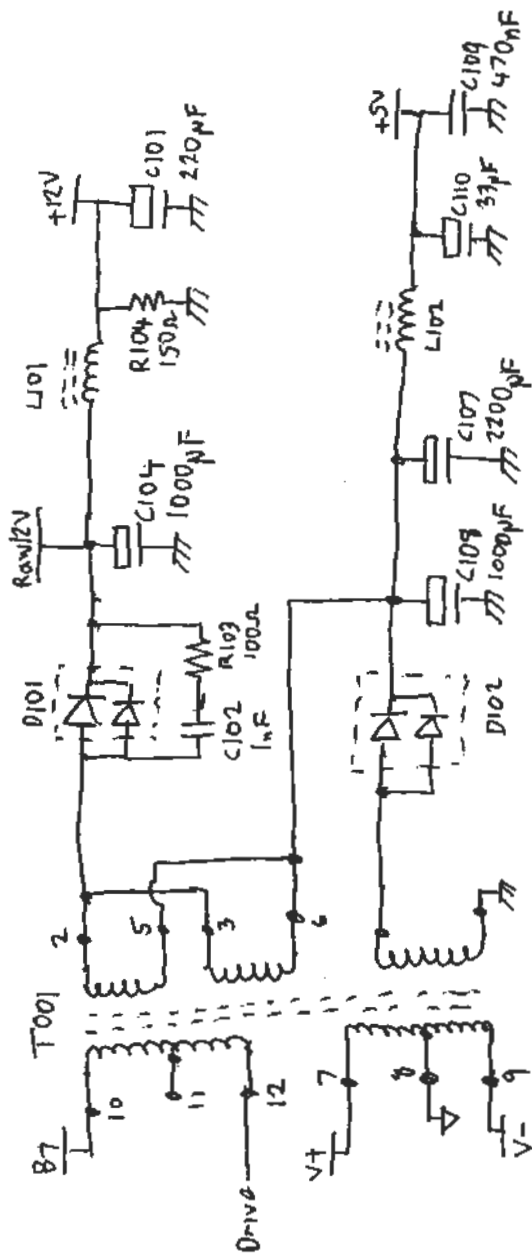 T001
B+
10
11
12
Drive
V+
7
8
9
V-
2
5
3
6
D101
C102
1nF
R103
100Ω
Raw12V
C104
1000µF
L101
R104
150Ω
+12V
C101
220µF
D102
C108
1000µF
C107
2200µF
L102
C110
33µF
+5V
C109
470nF